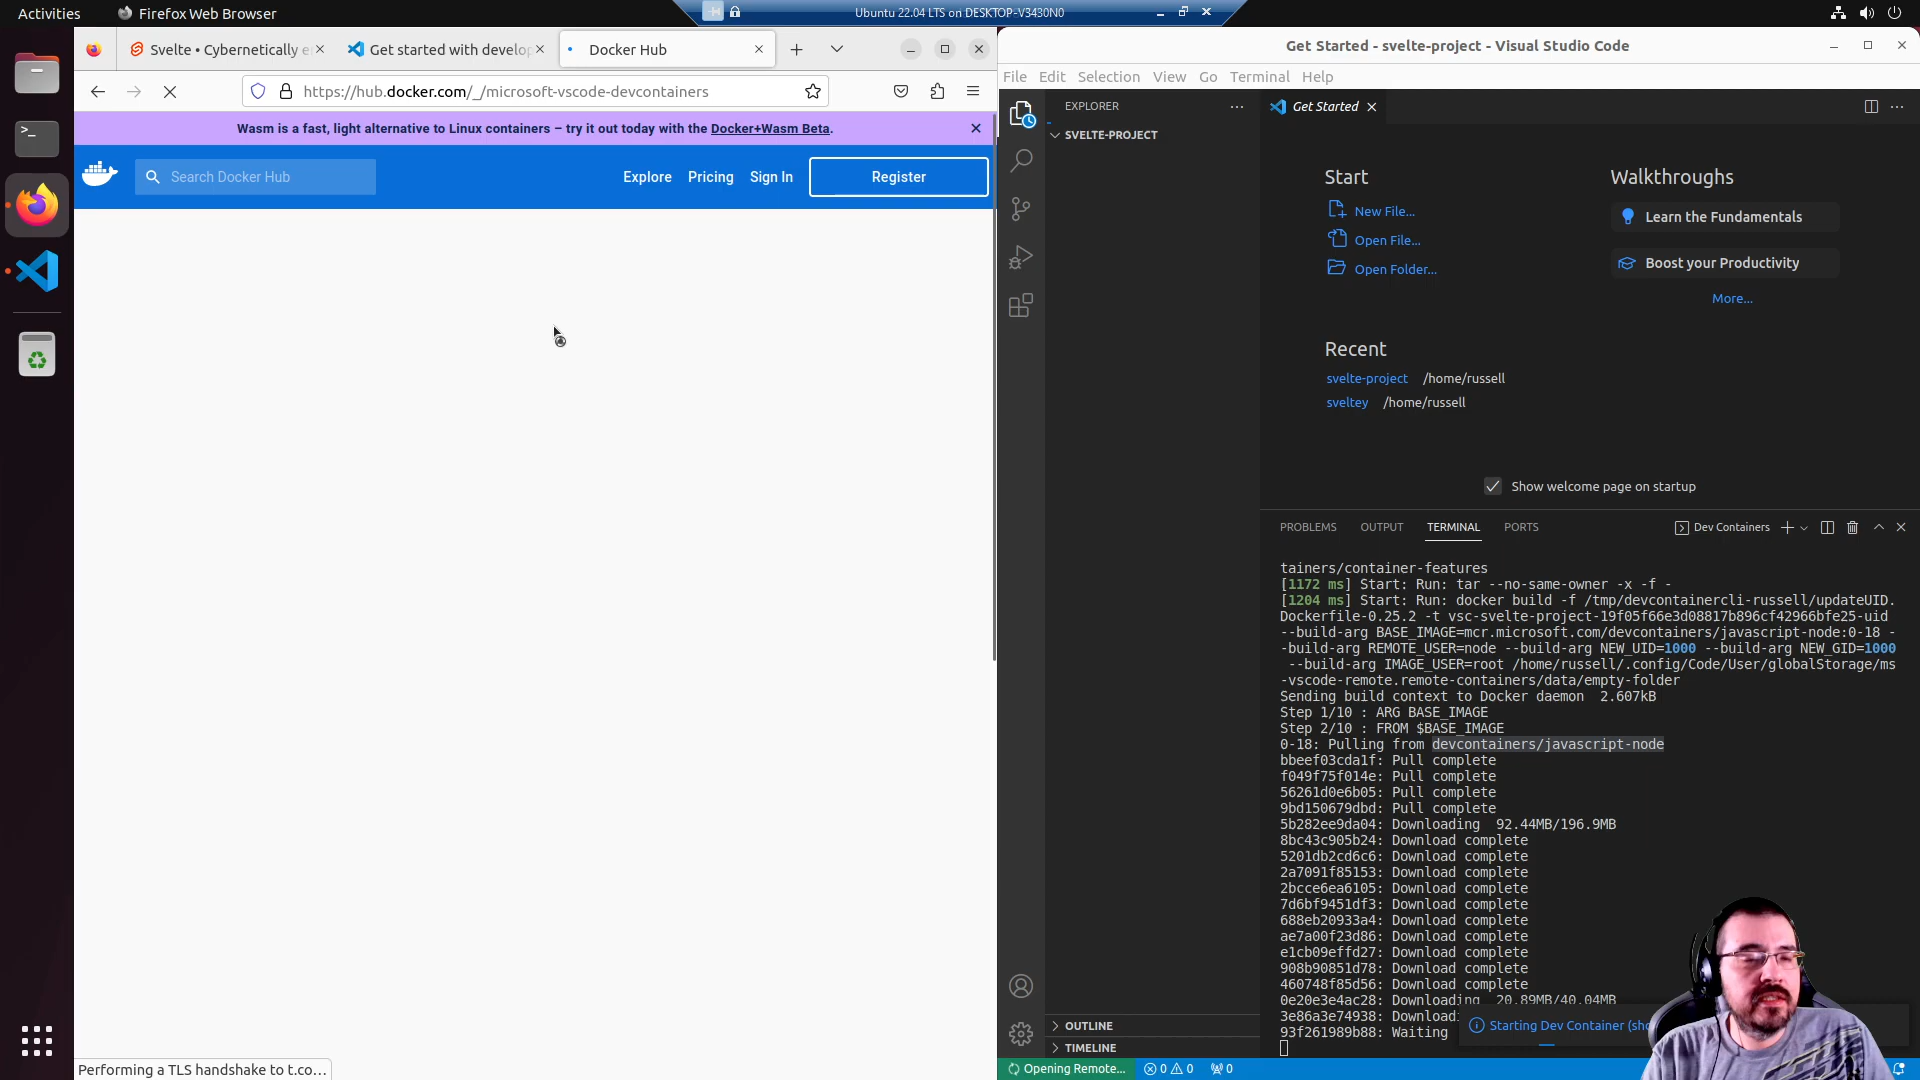 Activities
Firefox Web Browser
Ubuntu 22.04 LTS on DESKTOP-V3430N0
Svelte • Cybernetically e
Get started with develop
Docker Hub
https://hub.docker.com/_/microsoft-vscode-devcontainers
Wasm is a fast, light alternative to Linux containers – try it out today with the Docker+Wasm Beta.
Search Docker Hub
Explore
Pricing
Sign In
Register
Performing a TLS handshake to t.co…
Get Started - svelte-project - Visual Studio Code
File Edit Selection View Go Terminal Help
EXPLORER
SVELTE-PROJECT
OUTLINE
TIMELINE
Get Started
Start
New File...
Open File...
Open Folder...
Walkthroughs
Learn the Fundamentals
Boost your Productivity
More...
Recent
svelte-project /home/russell
sveltey /home/russell
Show welcome page on startup
PROBLEMS OUTPUT TERMINAL PORTS
Dev Containers
tainers/container-features
[1172 ms] Start: Run: tar --no-same-owner -x -f -
[1204 ms] Start: Run: docker build -f /tmp/devcontainercli-russell/updateUID.
Dockerfile-0.25.2 -t vsc-svelte-project-19f05f66e3d08817b896cf42966bfe25-uid
--build-arg BASE_IMAGE=mcr.microsoft.com/devcontainers/javascript-node:0-18 -
-build-arg REMOTE_USER=node --build-arg NEW_UID=1000 --build-arg NEW_GID=1000
--build-arg IMAGE_USER=root /home/russell/.config/Code/User/globalStorage/ms
-vscode-remote.remote-containers/data/empty-folder
Sending build context to Docker daemon  2.607kB
Step 1/10 : ARG BASE_IMAGE
Step 2/10 : FROM $BASE_IMAGE
0-18: Pulling from devcontainers/javascript-node
bbeef03cda1f: Pull complete
f049f75f014e: Pull complete
56261d0e6b05: Pull complete
9bd150679dbd: Pull complete
5b282ee9da04: Downloading  92.44MB/196.9MB
8bc43c905b24: Download complete
5201db2cd6c6: Download complete
2a7091f85153: Download complete
2bcce6ea6105: Download complete
7d6bf9451df3: Download complete
688eb20933a4: Download complete
ae7a00f23d86: Download complete
e1cb09effd27: Download complete
908b90851d78: Download complete
460748f85d56: Download complete
0e20e3e4ac28: Downloading  20.89MB/40.04MB
3e86a3e74938: Downloadi
93f261989b88: Waiting
Starting Dev Container (sho
Opening Remote...
0 0
0